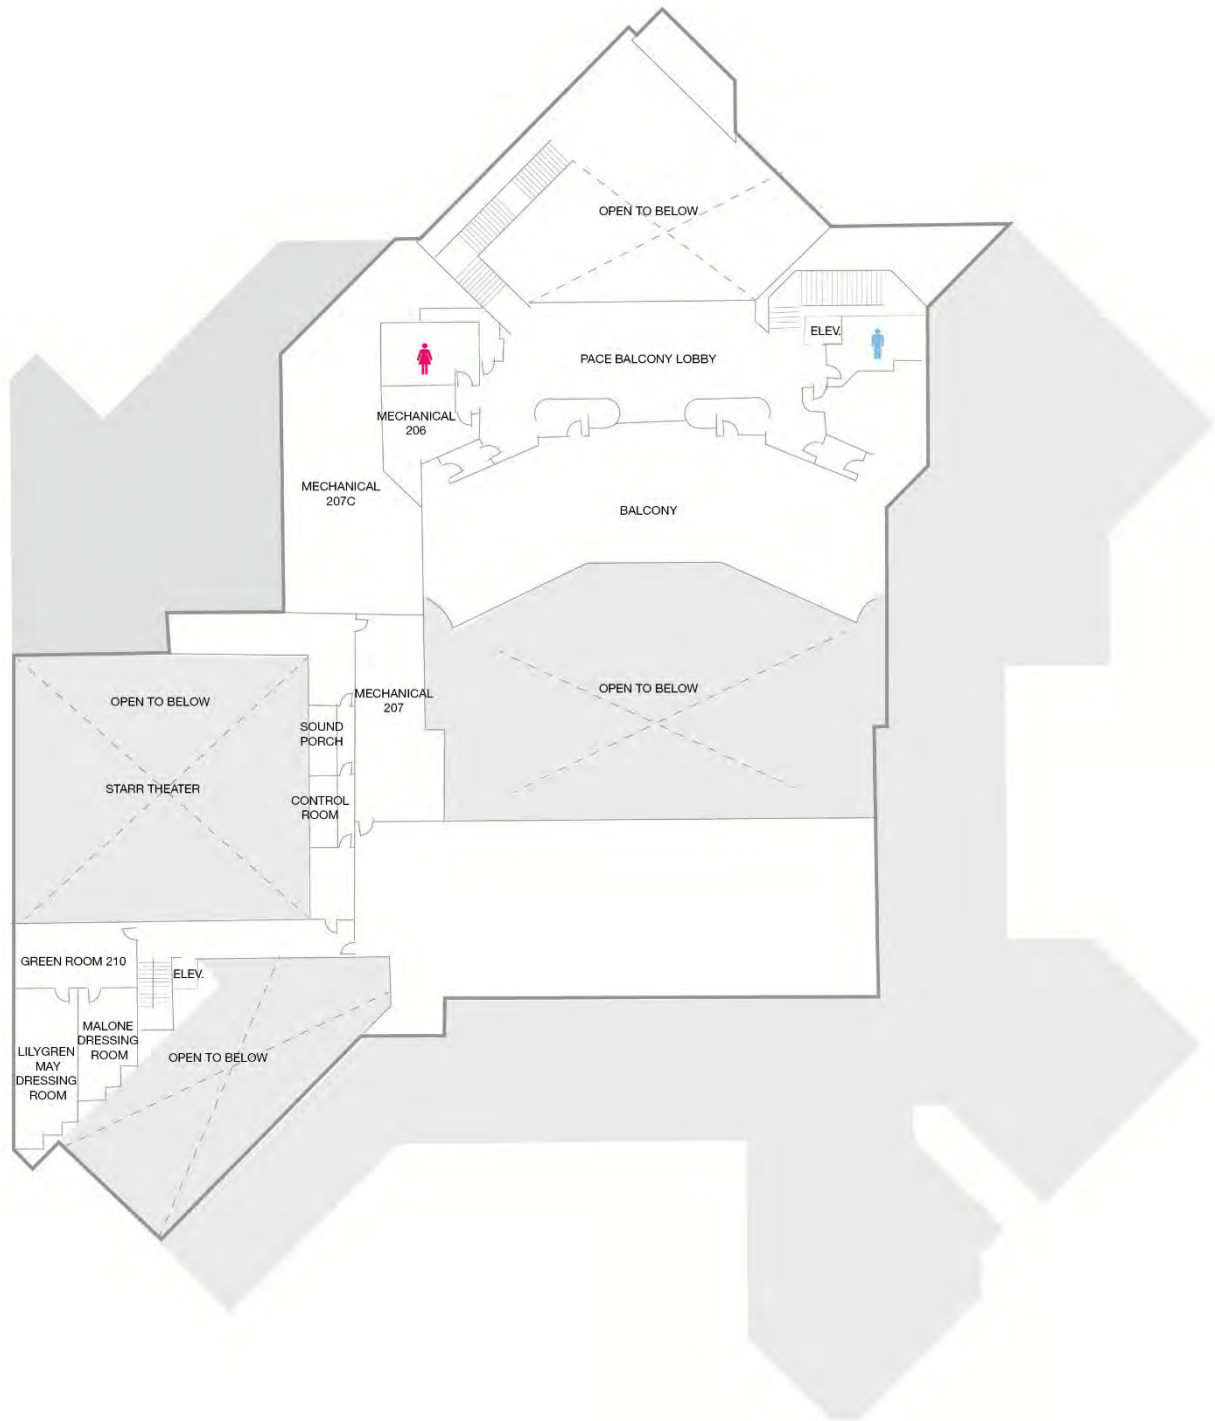 OPEN TO BELOW
ELEV.
PACE BALCONY LOBBY
MECHANICAL
206
MECHANICAL
207C
BALCONY
OPEN TO BELOW
MECHANICAL
207
OPEN TO BELOW
SOUND
PORCH
STARR THEATER
CONTROL
ROOM
GREEN ROOM 210
ELEV.
MALONE
DRESSING
ROOM
LILYGREN
MAY
DRESSING
ROOM
OPEN TO BELOW